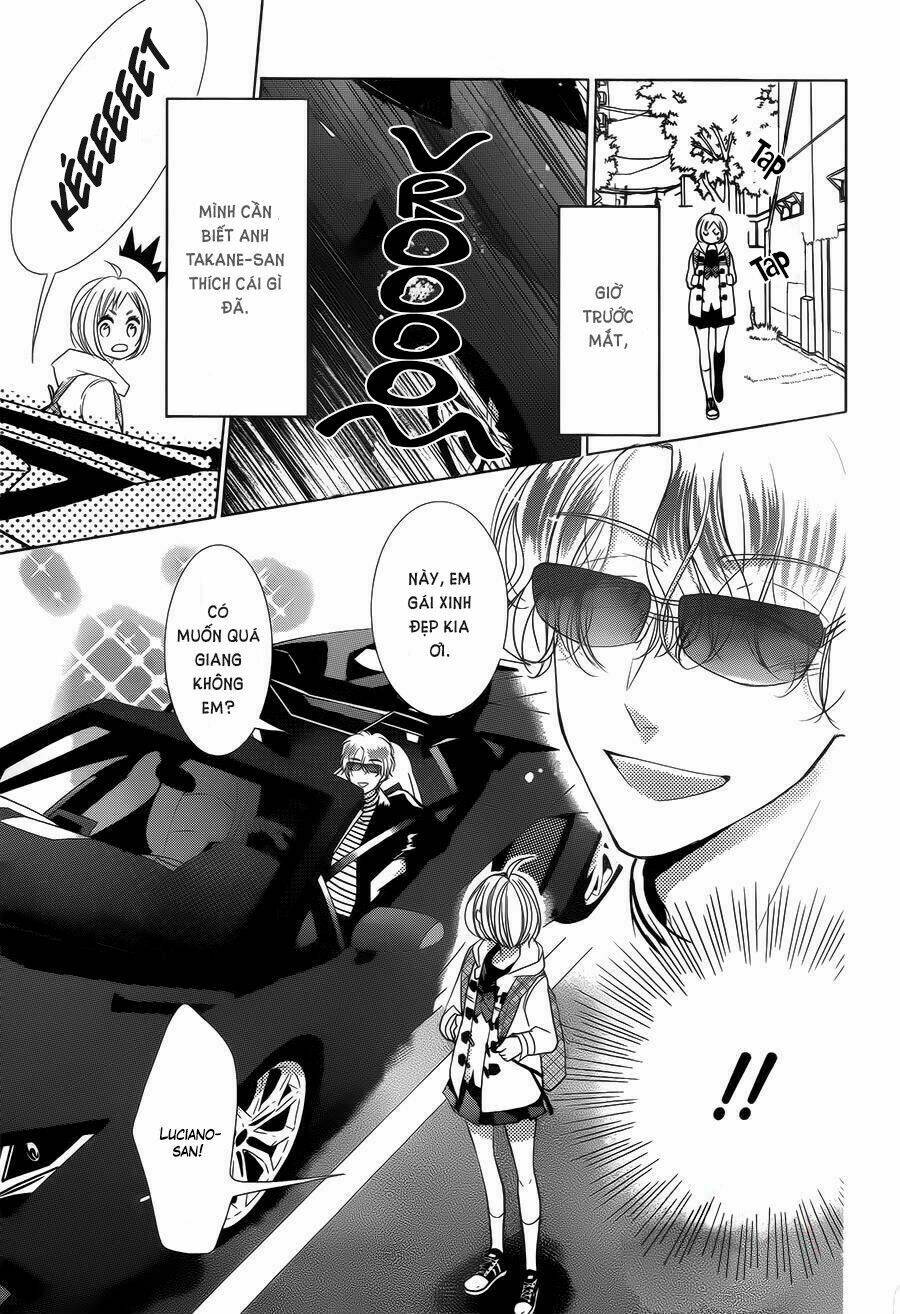 Tap
Tap
GIỜ
TRƯỚC
MẮT,
VROOOO
MÌNH CẦN
BIẾT ANH
TAKANE-SAN
THÍCH CÁI GÌ
ĐÃ.
KÉEEEEET
NÀY, EM
GÁI XINH
ĐẸP KIA
ƠI.
CÓ
MUỐN QUÁ
GIANG
KHÔNG
EM?
!!
LUCIANO-
SAN!